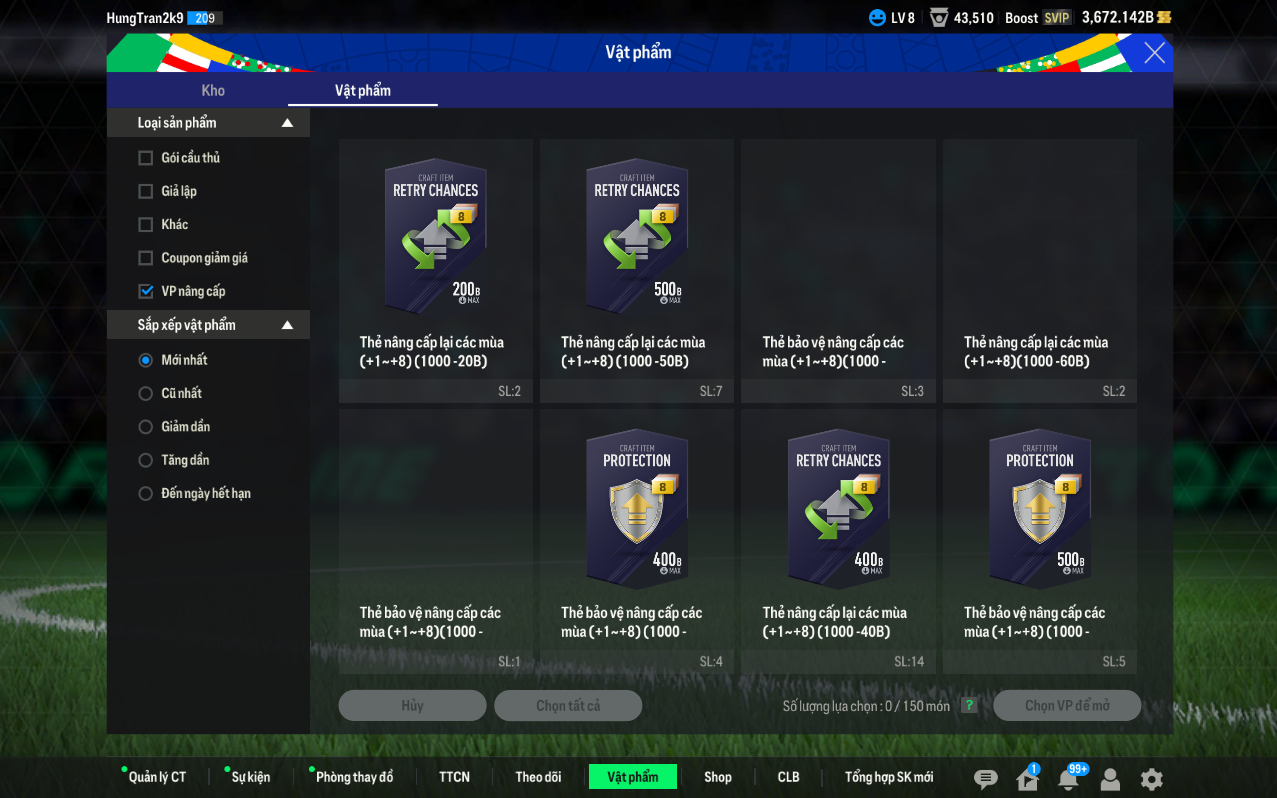 HungTran2k9 209
LV 8 43,510 Boost SVIP 3,672.142B
Vật phẩm
Kho Vật phẩm
Loại sản phẩm
Gói cầu thủ
Giả lập
Khác
Coupon giảm giá
VP nâng cấp
Sắp xếp vật phẩm
Mới nhất
Cũ nhất
Giảm dần
Tăng dần
Đến ngày hết hạn
CRAFT ITEM
RETRY CHANCES
8
200B
MAX
Thẻ nâng cấp lại các mùa
(+1~+8) (1000 -20B)
SL:2
CRAFT ITEM
RETRY CHANCES
8
500B
MAX
Thẻ nâng cấp lại các mùa
(+1~+8) (1000 -50B)
SL:7
Thẻ bảo vệ nâng cấp các
mùa (+1~+8)(1000 -
SL:3
Thẻ nâng cấp lại các mùa
(+1~+8)(1000 -60B)
SL:2
Thẻ bảo vệ nâng cấp các
mùa (+1~+8)(1000 -
SL:1
CRAFT ITEM
PROTECTION
8
400B
MAX
Thẻ bảo vệ nâng cấp các
mùa (+1~+8) (1000 -
SL:4
CRAFT ITEM
RETRY CHANCES
8
400B
MAX
Thẻ nâng cấp lại các mùa
(+1~+8) (1000 -40B)
SL:14
CRAFT ITEM
PROTECTION
8
500B
MAX
Thẻ bảo vệ nâng cấp các
mùa (+1~+8) (1000 -
SL:5
Hủy Chọn tất cả Số lượng lựa chọn : 0 / 150 món ? Chọn VP để mở
Quản lý CT Sự kiện Phòng thay đồ TTCN Theo dõi Vật phẩm Shop CLB Tổng hợp SK mới 1 99+